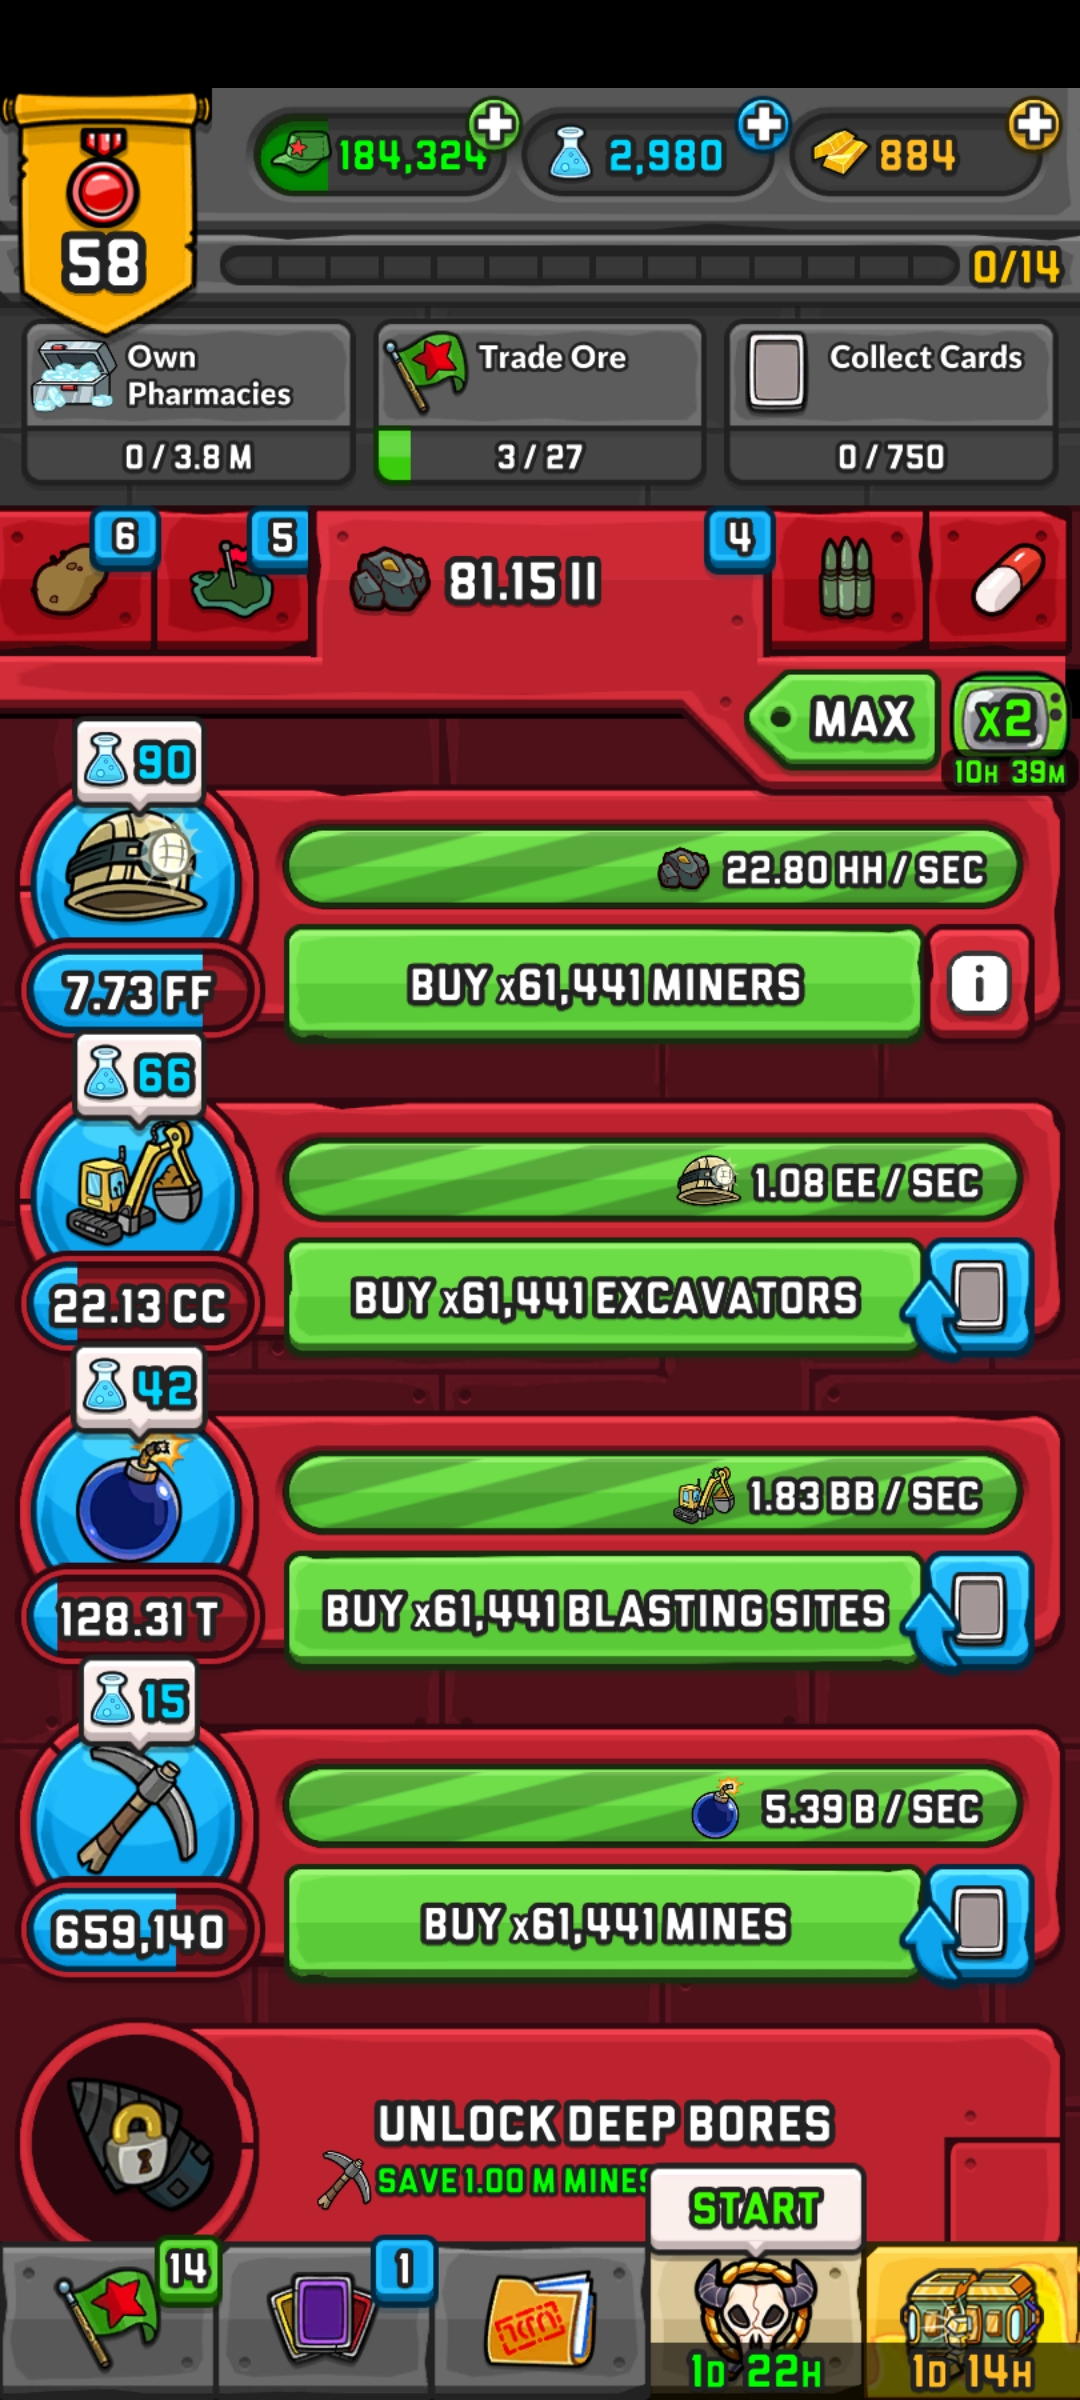 184,324
2,980
884
58
0/14
Own
Pharmacies
0 / 3.8 M
Trade Ore
3 / 27
Collect Cards
0 / 750
6
5
81.15 II
4
MAX
x2
10H 39M
90
22.80 HH / SEC
7.73 FF
BUY x61,441 MINERS
i
66
1.08 EE / SEC
22.13 CC
BUY x61,441 EXCAVATORS
42
1.83 BB / SEC
128.31 T
BUY x61,441 BLASTING SITES
15
5.39 B / SEC
659,140
BUY x61,441 MINES
UNLOCK DEEP BORES
SAVE 1.00 M MINES
START
14
1
1D 22H
1D 14H